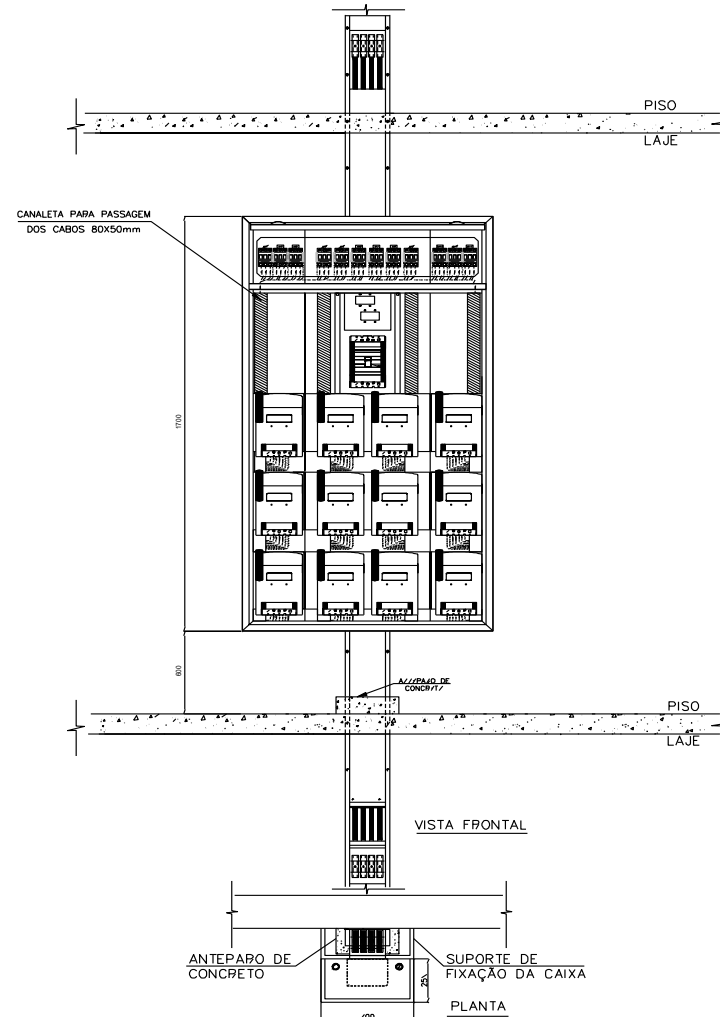 PISO
LAJE
CANALETA PARA PASSAGEM
DOS CABOS 80X50mm
1700
600
DE
PISO
LAJE
VISTA FRONTAL
ANTEPARO DE
CONCRETO
SUPORTE DE
FIXAÇÃO DA CAIXA
PLANTA